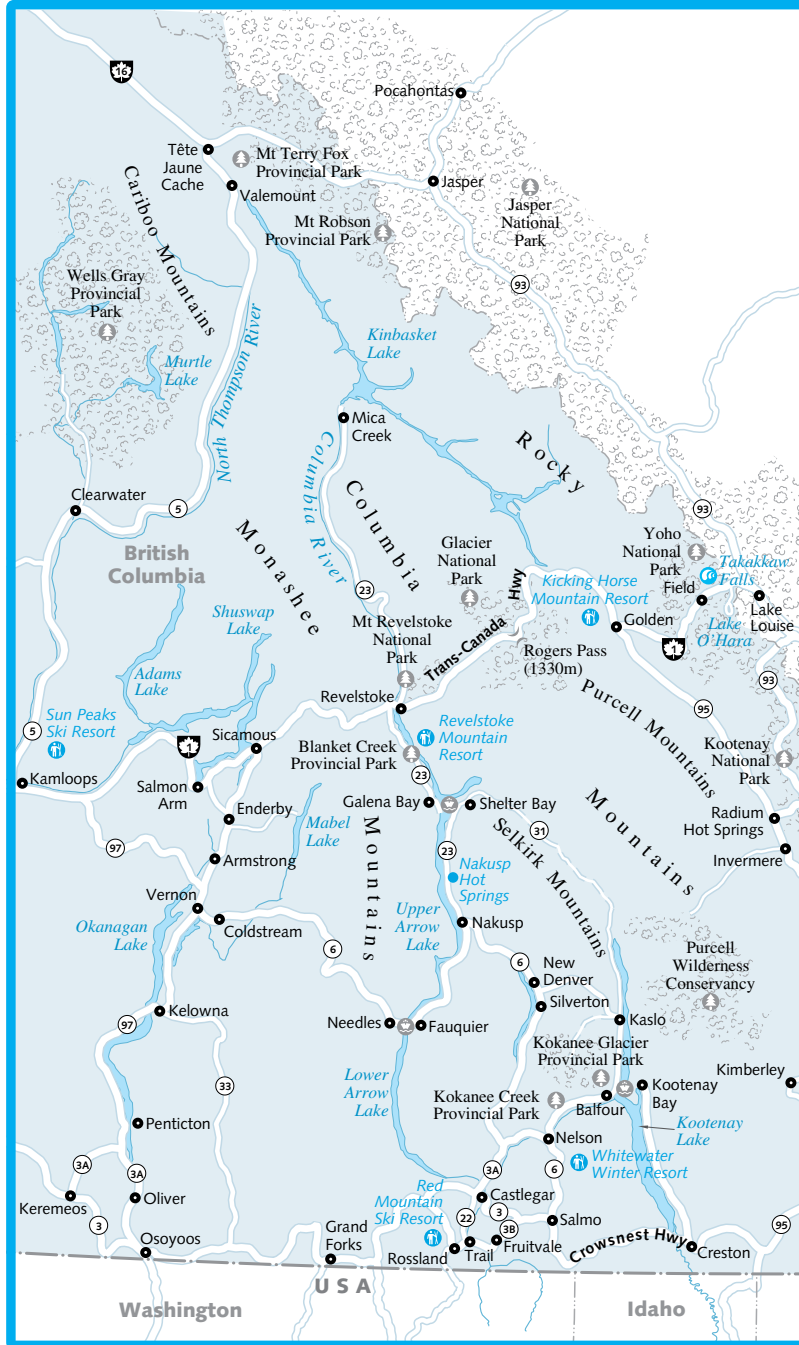 16
Pocahontas
Tête
Jaune
Cache
Mt Terry Fox
Provincial Park
Jasper
Valemount
Jasper
National
Park
Cariboo Mountains
Mt Robson
Provincial Park
Wells Gray
Provincial
Park
93
Kinbasket
Lake
Murtle
Lake
North Thompson River
Mica
Creek
Rocky
Columbia River
Columbia
Clearwater
5
93
Monashee
British
Columbia
Glacier
National
Park
Yoho
National
Park
Takakkaw
Falls
Kicking Horse
Mountain Resort
Field
Lake
Louise
Shuswap
Lake
23
Trans-Canada Hwy
Mt Revelstoke
National
Park
Golden
Lake
O'Hara
1
Rogers Pass
(1330m)
Adams
Lake
93
Purcell Mountains
Revelstoke
95
5
Sun Peaks
Ski Resort
1
Sicamous
Revelstoke
Mountain
Resort
Blanket Creek
Provincial Park
Kootenay
National
Park
Kamloops
23
Salmon
Arm
Galena Bay
Shelter Bay
Mountains
Enderby
Mabel
Lake
31
Radium
Hot Springs
97
Mountains
23
Selkirk Mountains
Invermere
Armstrong
Nakusp
Hot
Springs
Vernon
Okanagan
Lake
Coldstream
Upper
Arrow
Lake
Nakusp
6
6
New
Denver
Purcell
Wilderness
Conservancy
Silverton
Kelowna
97
Needles
Fauquier
Kaslo
Kokanee Glacier
Provincial Park
33
Lower
Arrow
Lake
Kimberley
Kokanee Creek
Provincial Park
Balfour
Kootenay
Bay
Penticton
Kootenay
Lake
Nelson
3A
3A
3A
6
Whitewater
Winter Resort
Red
Mountain
Ski Resort
Castlegar
Keremeos
Oliver
3
22
3
3B
Salmo
95
Osoyoos
Grand
Forks
Rossland
Trail
Fruitvale
Crowsnest Hwy
Creston
USA
Washington
Idaho